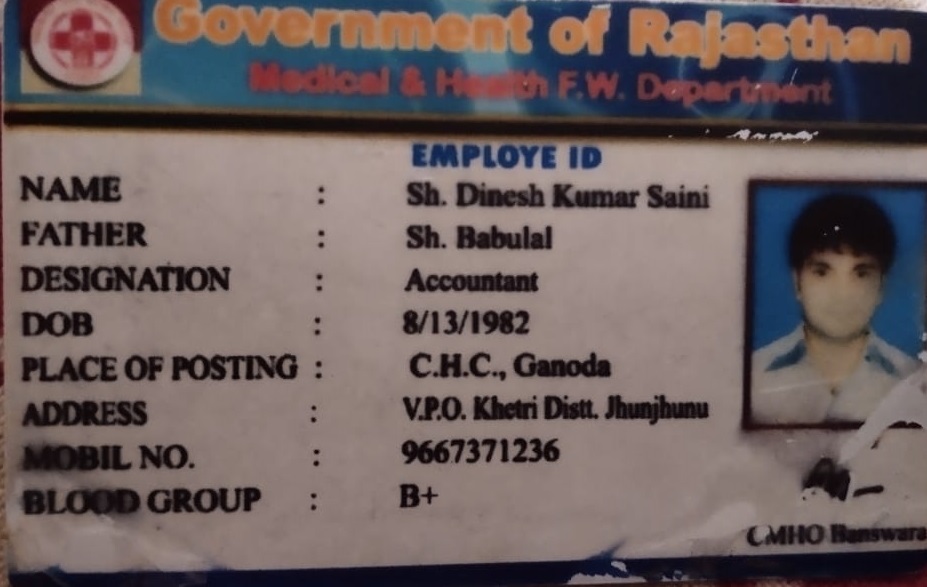 Government of Rajasthan
Medical & Health F.W. Department
EMPLOYE ID
NAME : Sh. Dinesh Kumar Saini
FATHER : Sh. Babulal
DESIGNATION : Accountant
DOB : 8/13/1982
PLACE OF POSTING : C.H.C., Ganoda
ADDRESS : V.P.O. Khetri Distt. Jhunjhunu
MOBIL NO. : 9667371236
BLOOD GROUP : B+
CMHO Banswara